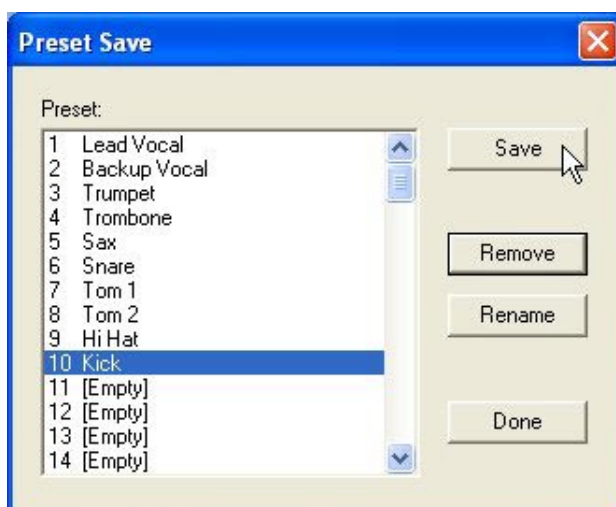 Preset Save
Preset:
1 Lead Vocal
2 Backup Vocal
3 Trumpet
4 Trombone
5 Sax
6 Snare
7 Tom 1
8 Tom 2
9 Hi Hat
10 Kick
11 [Empty]
12 [Empty]
13 [Empty]
14 [Empty]
Save
Remove
Rename
Done